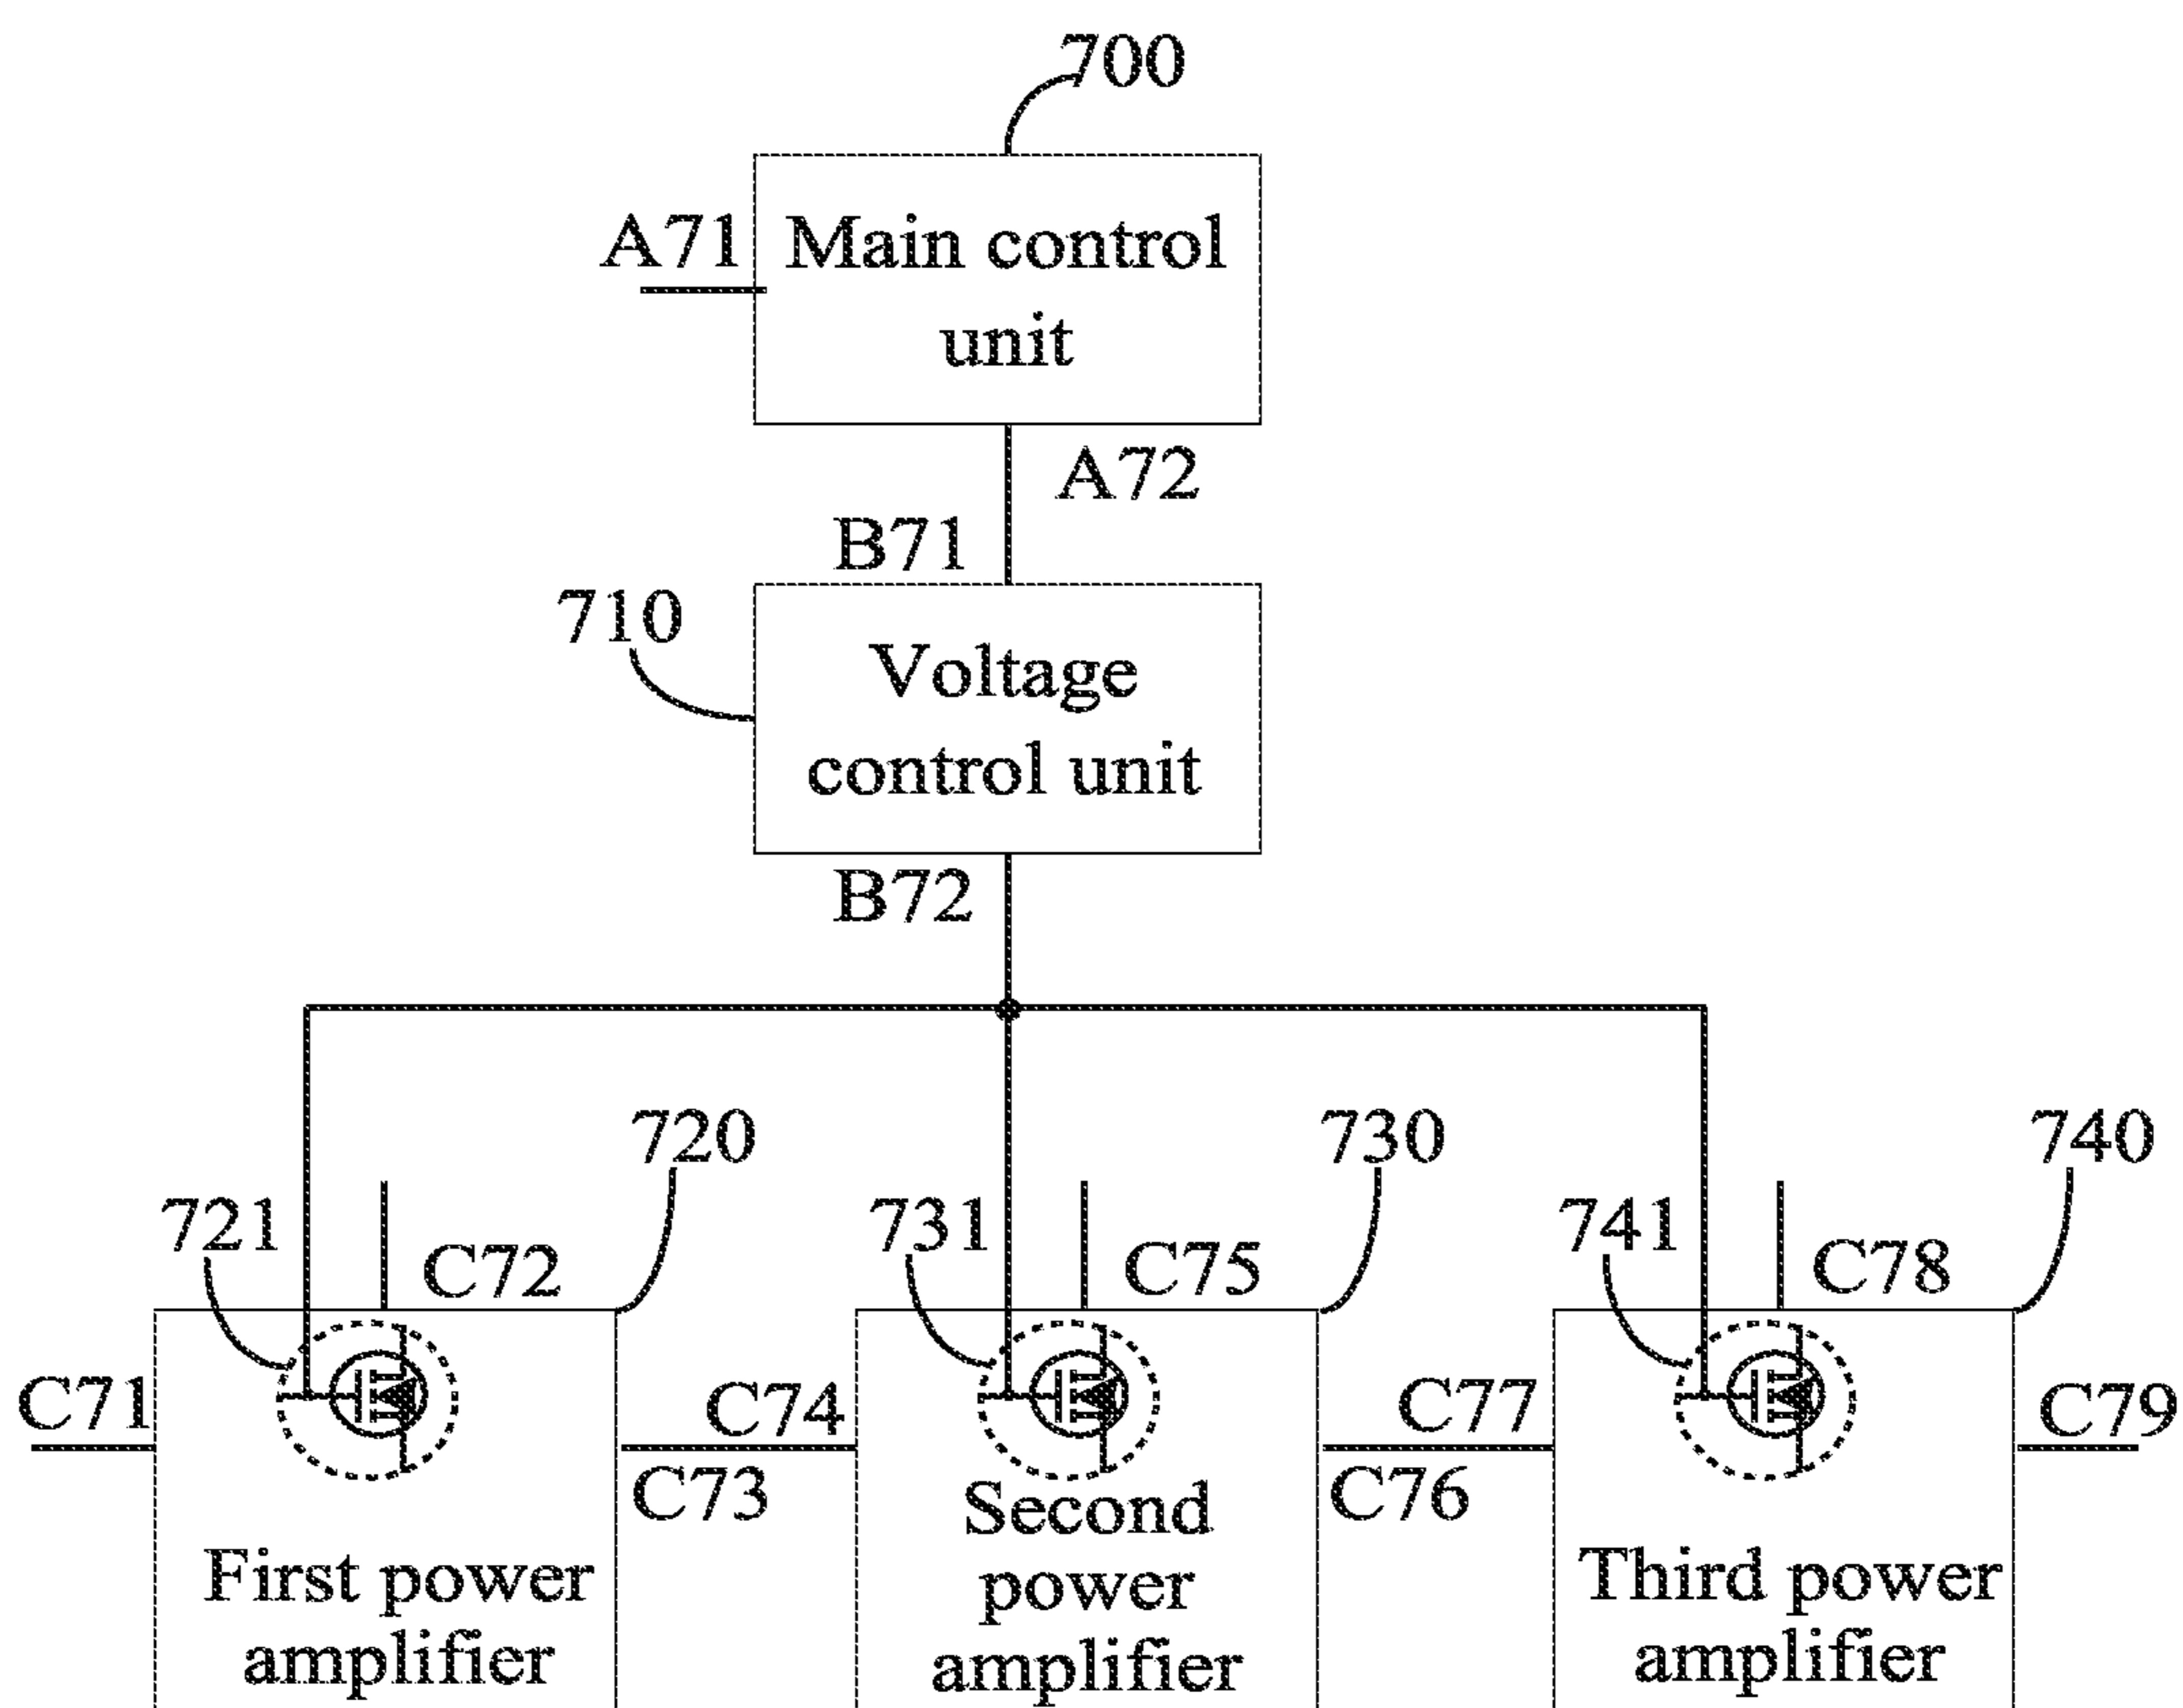 700
A71
Main control
unit
A72
B71
710
Voltage
control unit
B72
720
730
740
721
731
741
C72
C75
C78
C71
C74
C77
C79
C73
C76
First power
amplifier
Second
power
amplifier
Third power
amplifier